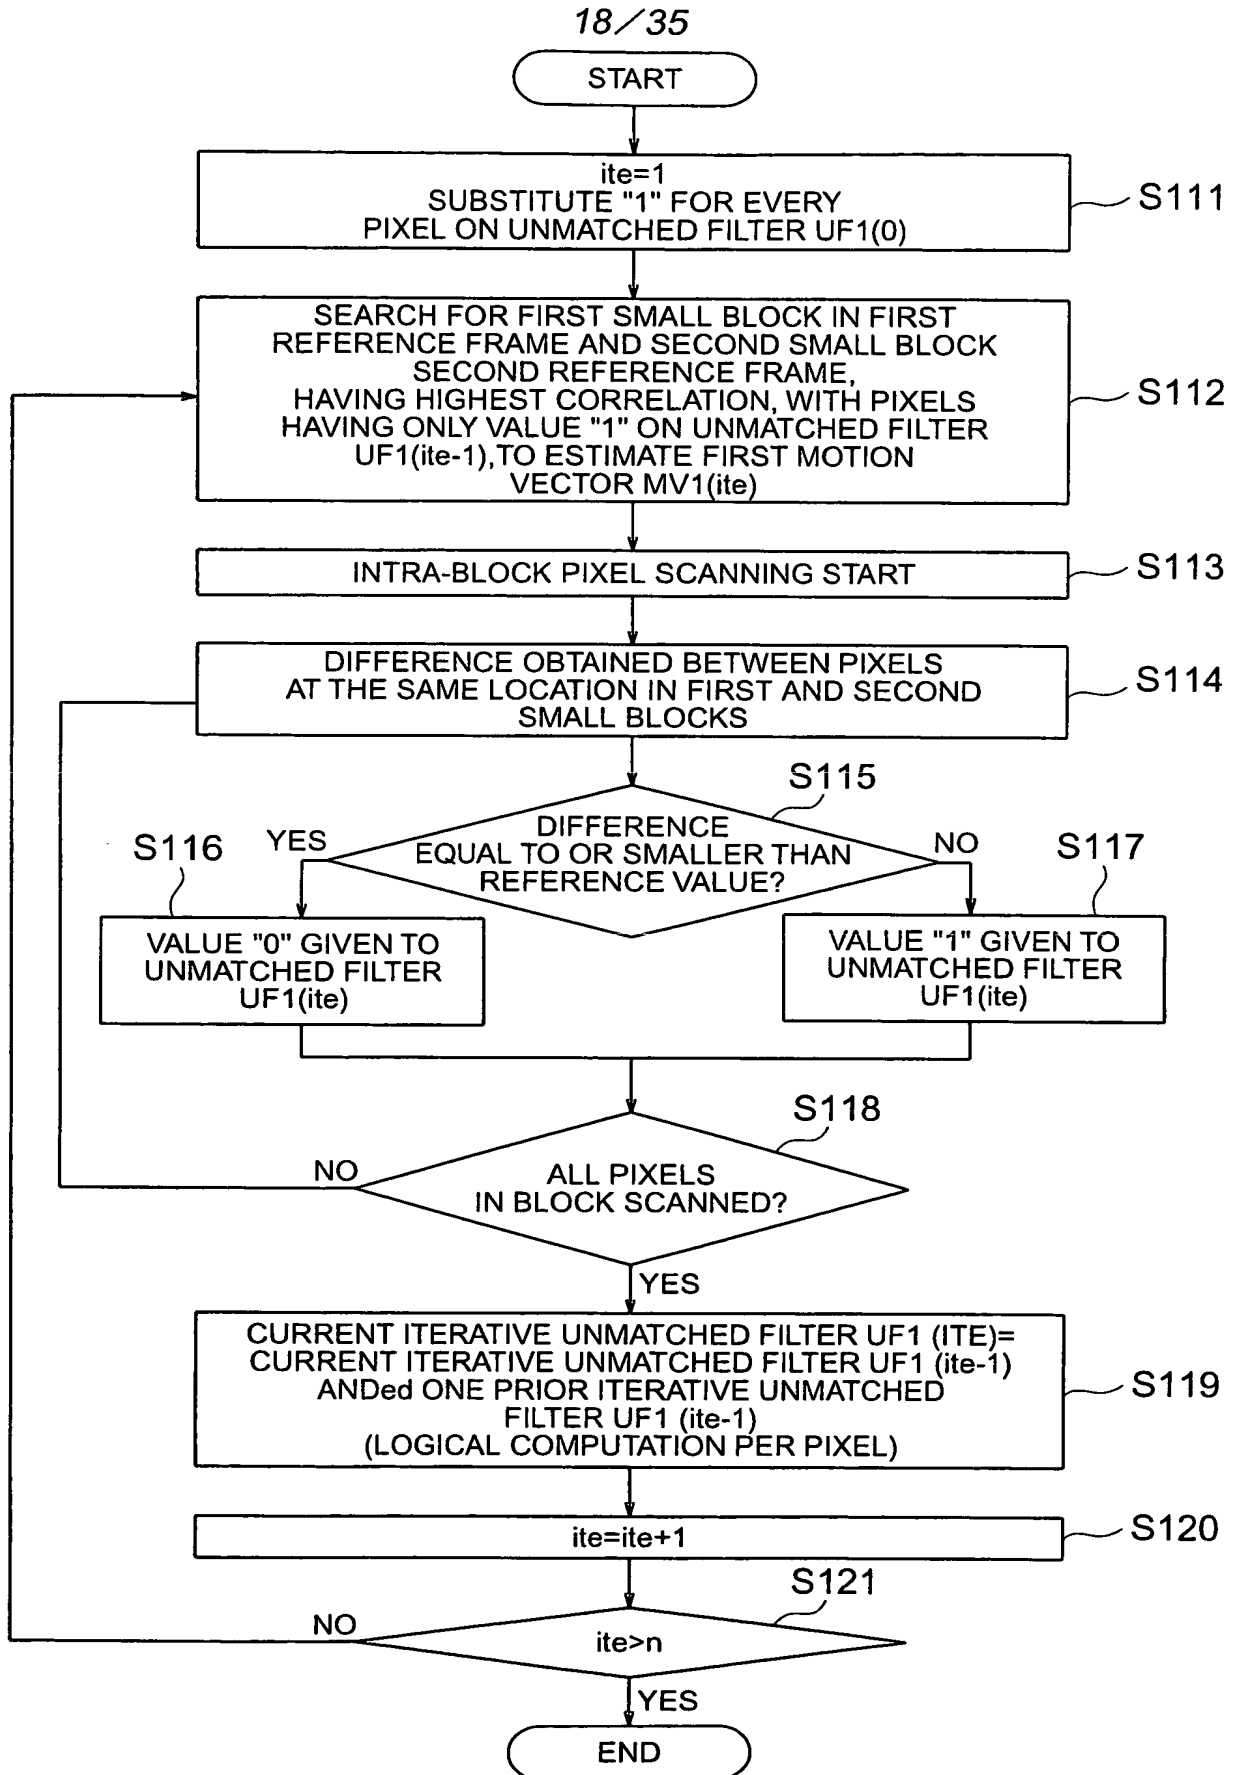 18/35
START
ite=1
SUBSTITUTE "1" FOR EVERY
PIXEL ON UNMATCHED FILTER UF1(0)
S111
SEARCH FOR FIRST SMALL BLOCK IN FIRST
REFERENCE FRAME AND SECOND SMALL BLOCK
SECOND REFERENCE FRAME,
HAVING HIGHEST CORRELATION, WITH PIXELS
HAVING ONLY VALUE "1" ON UNMATCHED FILTER
UF1(ite-1),TO ESTIMATE FIRST MOTION
VECTOR MV1(ite)
S112
INTRA-BLOCK PIXEL SCANNING START
S113
DIFFERENCE OBTAINED BETWEEN PIXELS
AT THE SAME LOCATION IN FIRST AND SECOND
SMALL BLOCKS
S114
S115
DIFFERENCE
EQUAL TO OR SMALLER THAN
REFERENCE VALUE?
YES
NO
S116
VALUE "0" GIVEN TO
UNMATCHED FILTER
UF1(ite)
S117
VALUE "1" GIVEN TO
UNMATCHED FILTER
UF1(ite)
S118
ALL PIXELS
IN BLOCK SCANNED?
NO
YES
CURRENT ITERATIVE UNMATCHED FILTER UF1 (ITE)=
CURRENT ITERATIVE UNMATCHED FILTER UF1 (ite-1)
ANDed ONE PRIOR ITERATIVE UNMATCHED
FILTER UF1 (ite-1)
(LOGICAL COMPUTATION PER PIXEL)
S119
ite=ite+1
S120
S121
ite>n
NO
YES
END